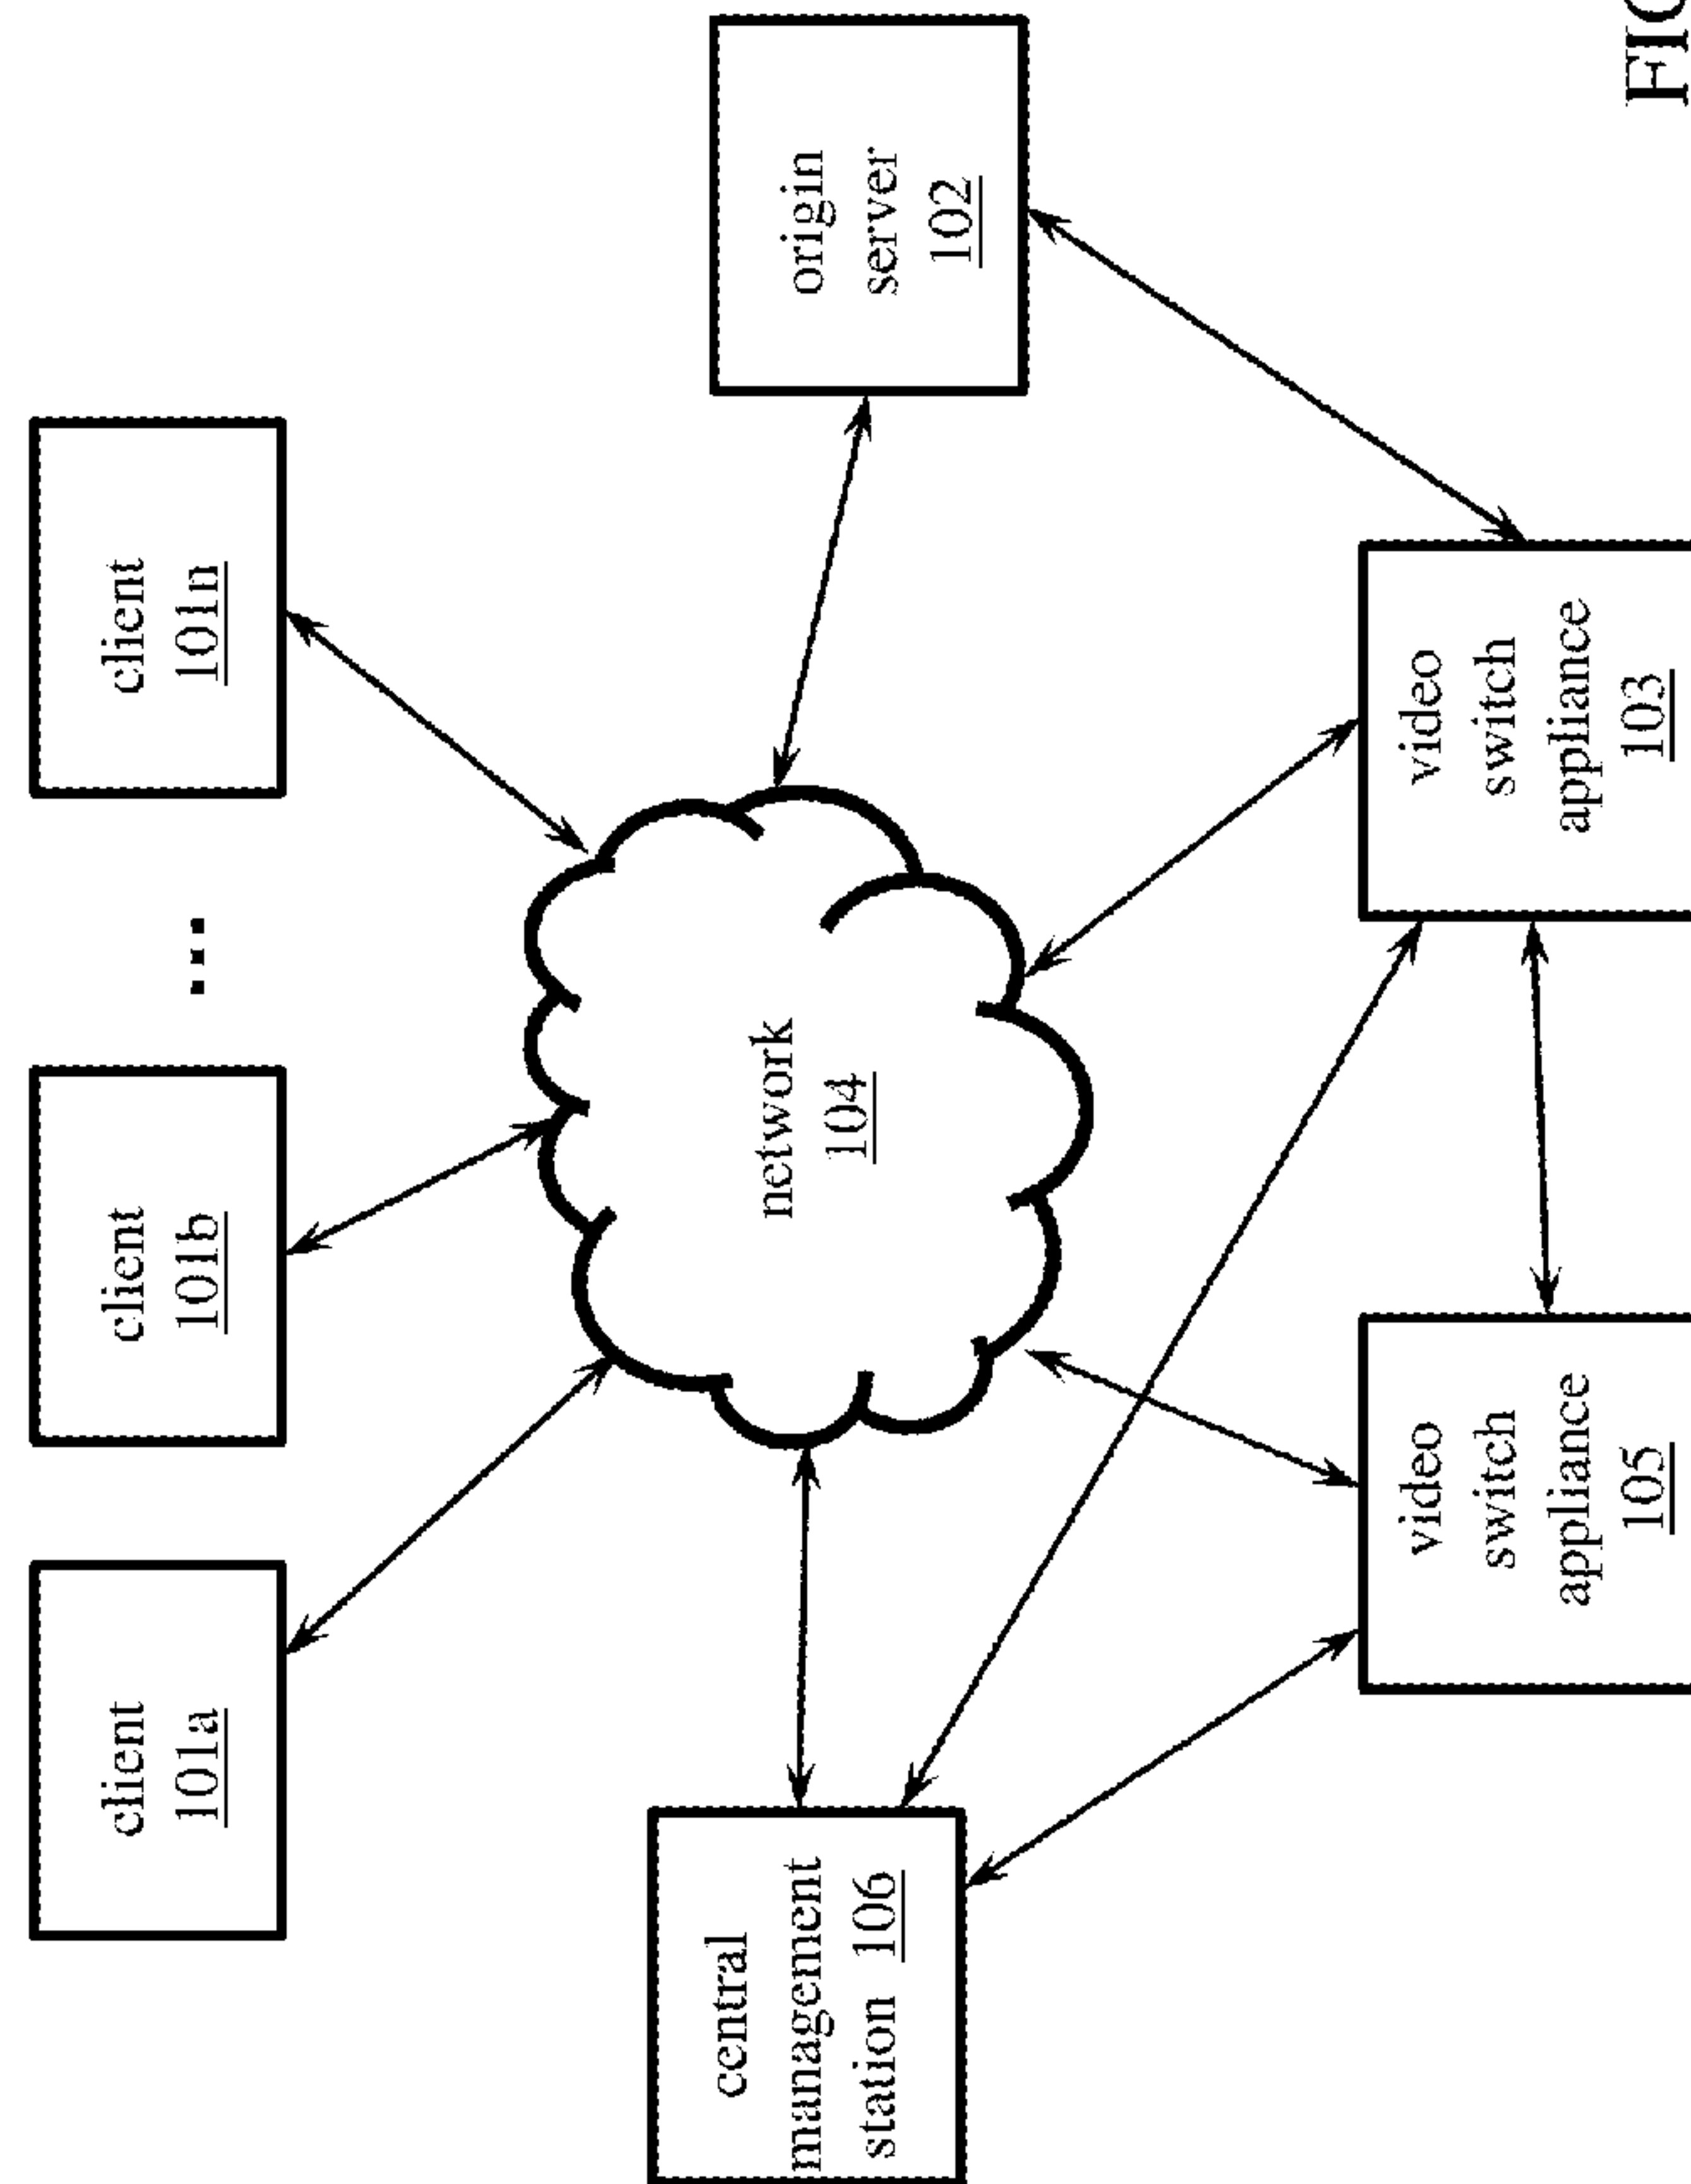 client
101a
client
101b
...
client
101n
central
management
station 106
network
104
origin
server
102
video
switch
appliance
105
video
switch
appliance
103
FIG